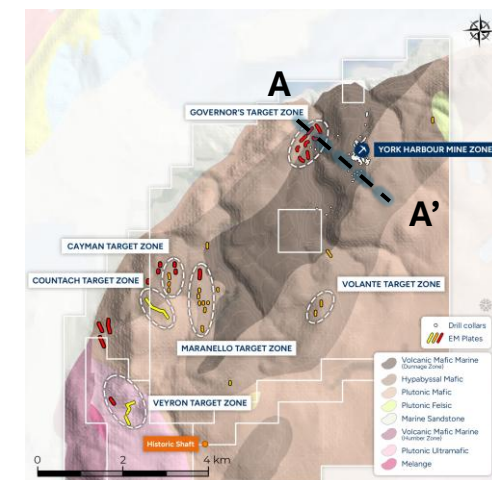 A
GOVERNOR'S TARGET ZONE
YORK HARBOUR MINE ZONE
A'
CAYMAN TARGET ZONE
COUNTACH TARGET ZONE
VOLANTE TARGET ZONE
MARANELLO TARGET ZONE
Drill collars
EM Plates
VEYRON TARGET ZONE
Volcanic Mafic Marine
(Dunnage Zone)
Hypabyssal Mafic
Plutonic Mafic
Plutonic Felsic
Marine Sandstone
Volcanic Mafic Marine
(Humber Zone)
Plutonic Ultramafic
Melange
Historic Shaft
0 2 4 km